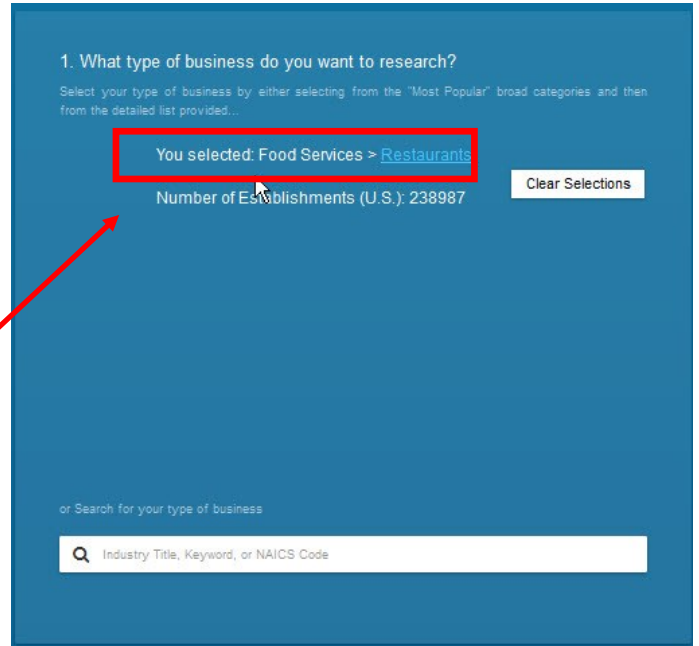 1. What type of business do you want to research?
Select your type of business by either selecting from the "Most Popular" broad categories and then
from the detailed list provided...
You selected: Food Services > Restaurants
Number of Establishments (U.S.): 238987
Clear Selections
or Search for your type of business
Industry Title, Keyword, or NAICS Code